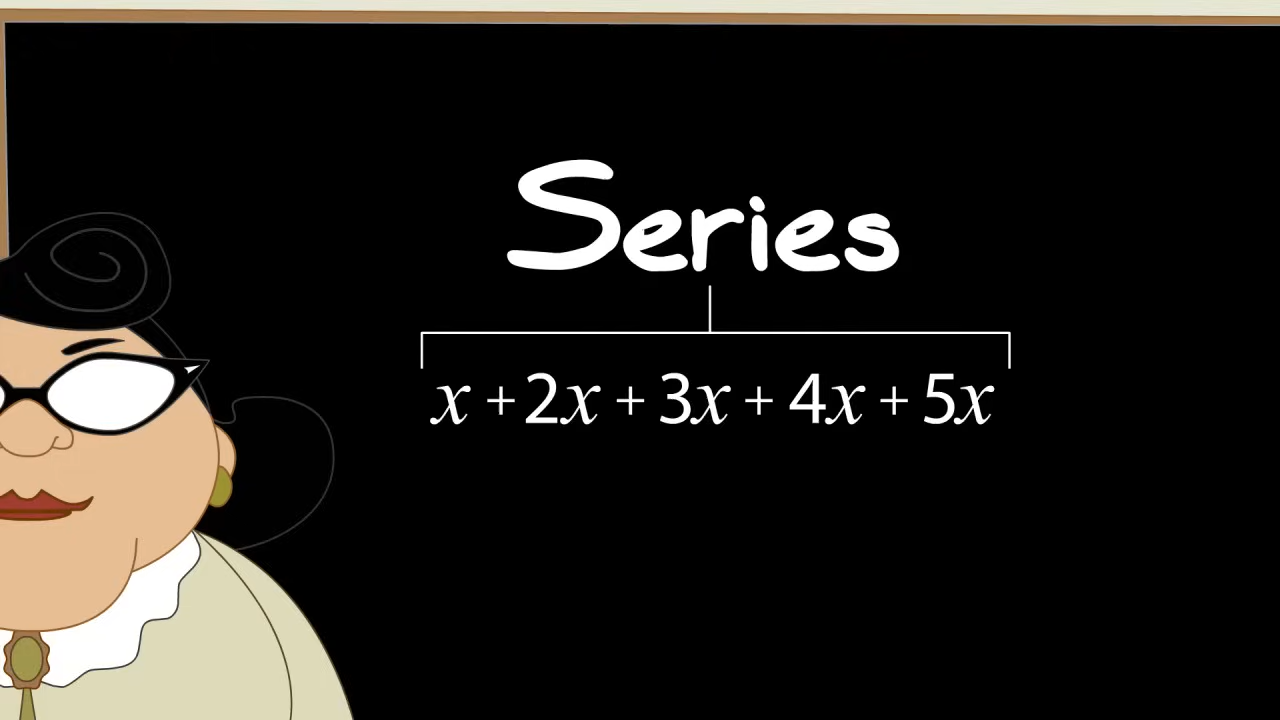 Series
x + 2x + 3x + 4x + 5x